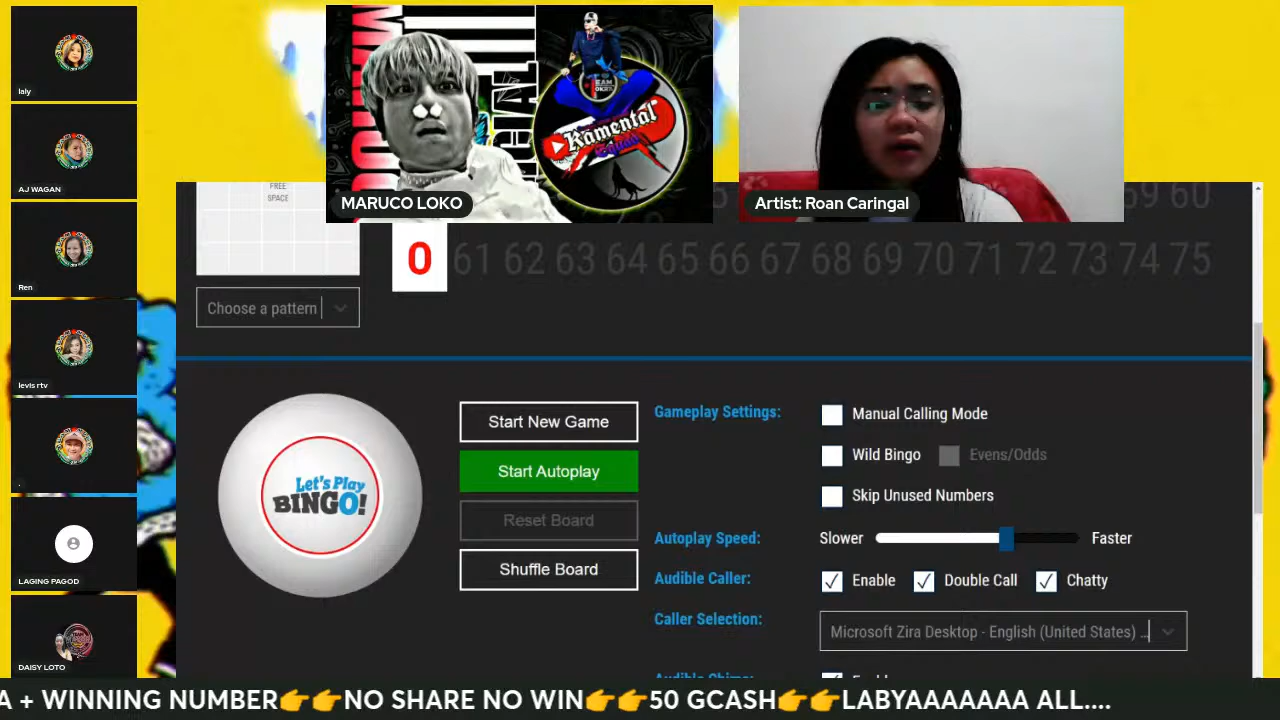 laly
AJ WAGAN
Ren
levis rtv
.
LAGING PAGOD
DAISY LOTO
MARUCO LOKO
Kamental
Artist: Roan Caringal
FREE
SPACE
59 60
O 61 62 63 64 65 66 67 68 69 70 71 72 73 74 75
Choose a pattern
Let's Play
BINGO!
Start New Game
Start Autoplay
Reset Board
Shuffle Board
Gameplay Settings:
Manual Calling Mode
Wild Bingo Evens/Odds
Skip Unused Numbers
Autoplay Speed: Slower Faster
Audible Caller: Enable Double Call Chatty
Caller Selection:
Microsoft Zira Desktop - English (United States) ...
A + WINNING NUMBER👉👉NO SHARE NO WIN👉👉50 GCASH👉👉LABYAAAAAAA ALL....